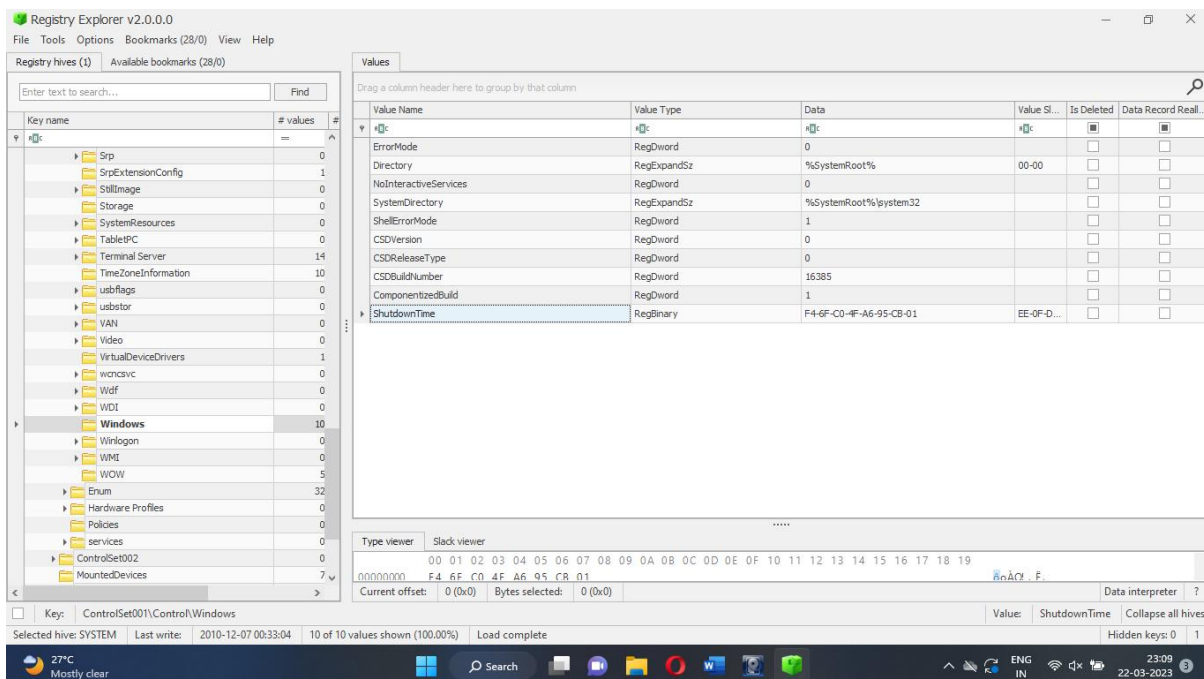 Registry Explorer v2.0.0.0
File Tools Options Bookmarks (28/0) View Help
Registry hives (1) Available bookmarks (28/0)
Enter text to search... Find
Key name # values #
=
Srp 0
SrpExtensionConfig 1
StillImage 0
Storage 0
SystemResources 0
TabletPC 0
Terminal Server 14
TimeZoneInformation 10
usbflags 0
usbstor 0
VAN 0
Video 0
VirtualDeviceDrivers 1
wcncsvc 0
Wdf 0
WDI 0
Windows 10
Winlogon 0
WMI 0
WOW 5
Enum 32
Hardware Profiles 0
Policies 0
services 0
ControlSet002 0
MountedDevices 7
Values
Drag a column header here to group by that column
Value Name Value Type Data Value Sl... Is Deleted Data Record Reall...
ErrorMode RegDword 0
Directory RegExpandSz %SystemRoot% 00-00
NoInteractiveServices RegDword 0
SystemDirectory RegExpandSz %SystemRoot%\system32
ShellErrorMode RegDword 1
CSDVersion RegDword 0
CSDReleaseType RegDword 0
CSDBuildNumber RegDword 16385
ComponentizedBuild RegDword 1
ShutdownTime RegBinary F4-6F-C0-4F-A6-95-CB-01 EE-0F-D...
Type viewer Slack viewer
00 01 02 03 04 05 06 07 08 09 0A 0B 0C 0D 0E 0F 10 11 12 13 14 15 16 17 18 19
00000000 F4 6F C0 4F A6 95 CB 01
Current offset: 0 (0x0) Bytes selected: 0 (0x0) Data interpreter ?
Key: ControlSet001\Control\Windows Value: ShutdownTime Collapse all hives
Selected hive: SYSTEM Last write: 2010-12-07 00:33:04 10 of 10 values shown (100.00%) Load complete Hidden keys: 0 1
27°C
Mostly clear
Search
ENG
IN
23:09
22-03-2023
3